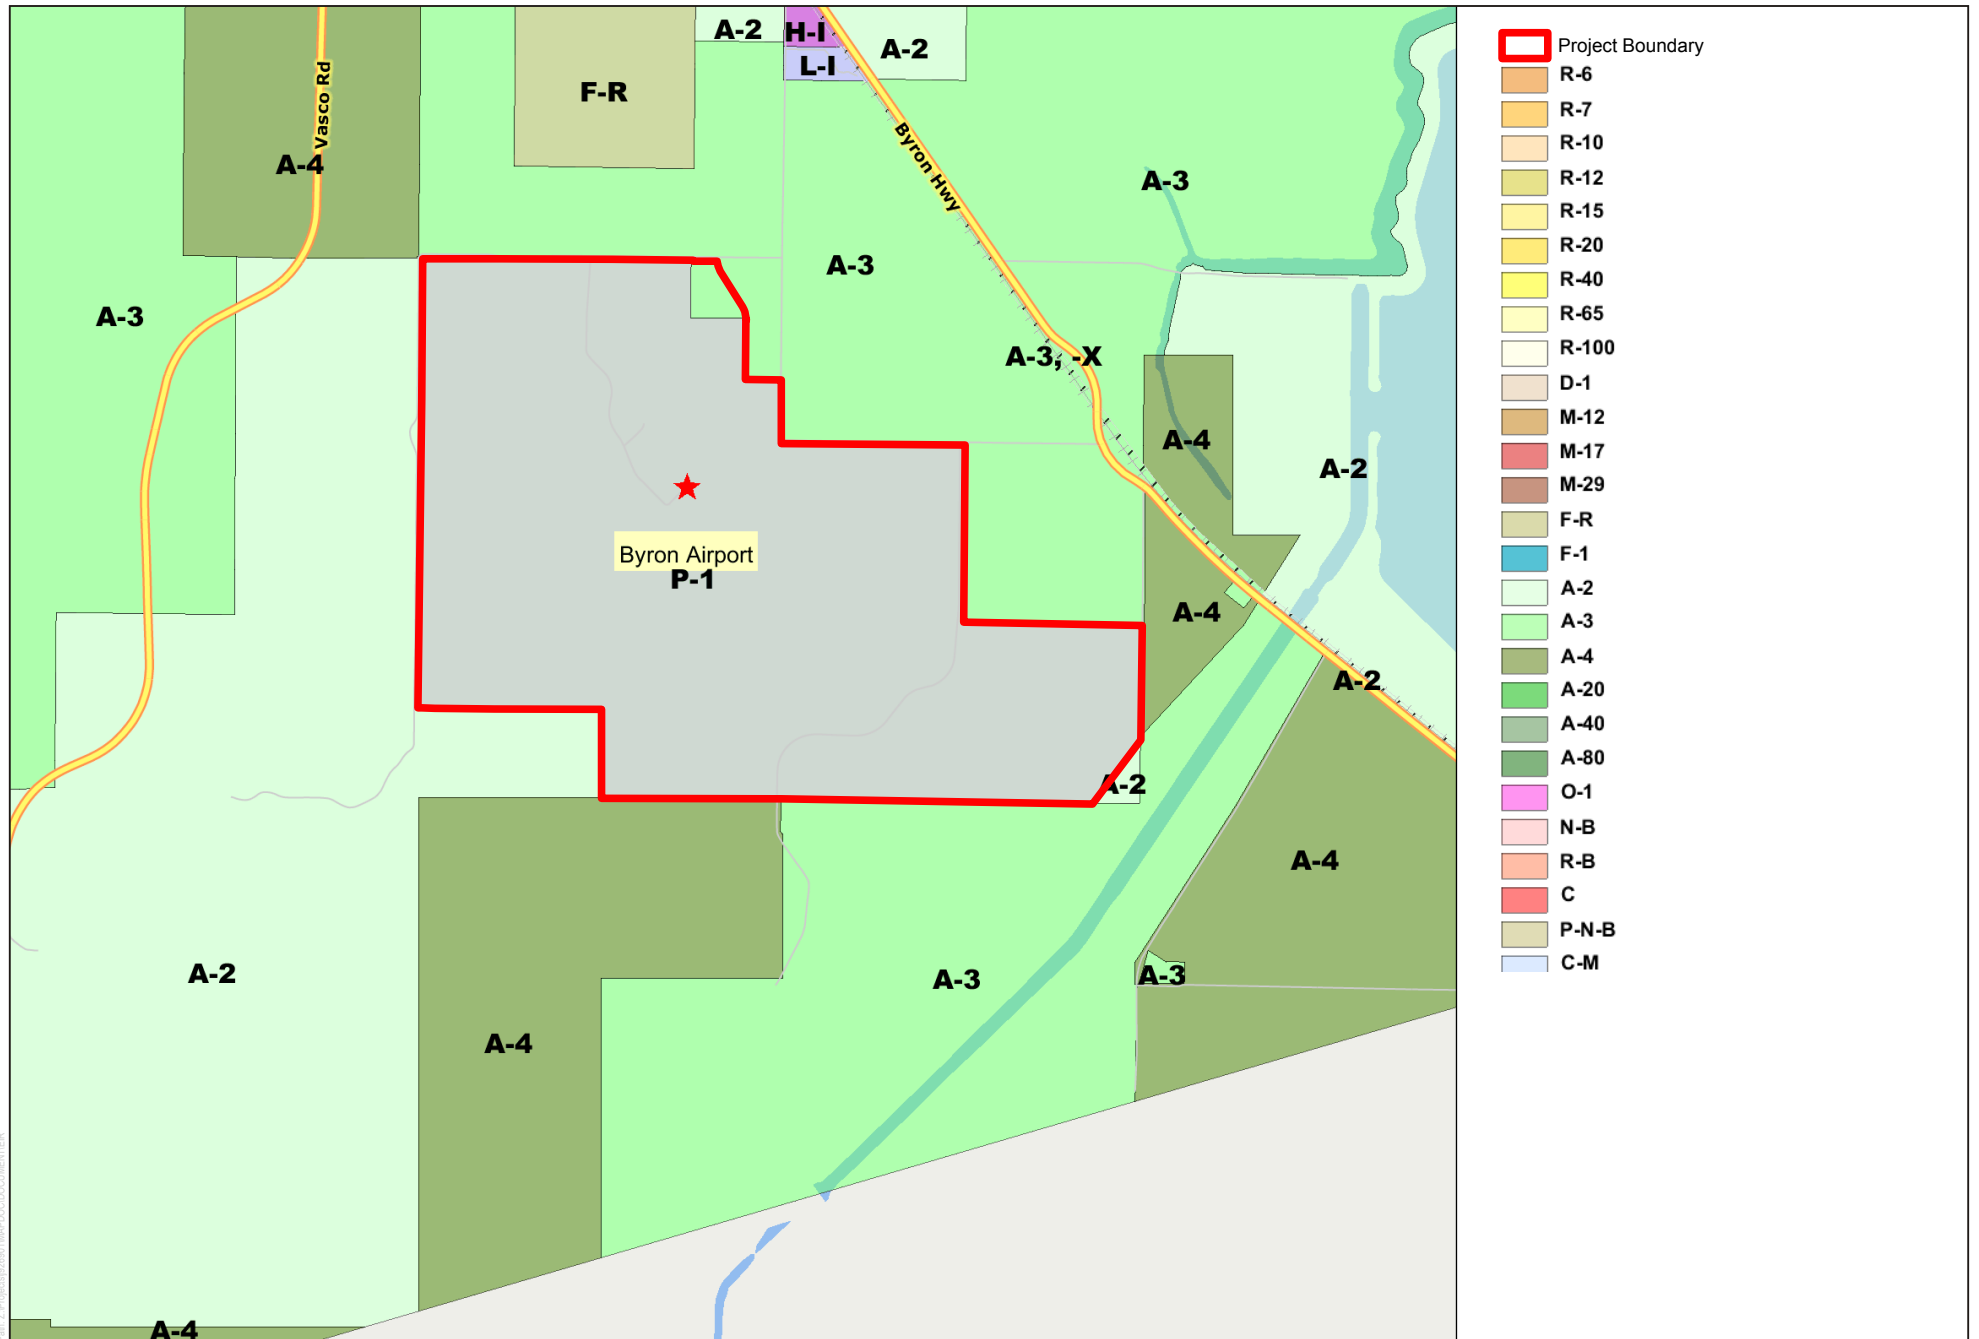 A-2
H-I
A-2
L-I
F-R
Vasco Rd
A-4
Byron Hwy
A-3
A-3
A-3
A-3, -X
A-4
A-2
Byron Airport
P-1
A-4
A-2
A-2
A-4
A-2
A-3
A-3
A-4
A-4
Project Boundary
R-6
R-7
R-10
R-12
R-15
R-20
R-40
R-65
R-100
D-1
M-12
M-17
M-29
F-R
F-1
A-2
A-3
A-4
A-20
A-40
A-80
O-1
N-B
R-B
C
P-N-B
C-M